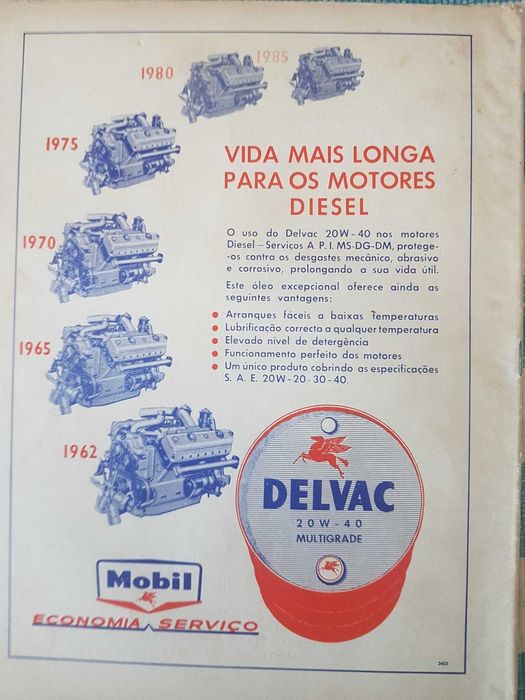 1985
1980
1975
1970
1965
1962
VIDA MAIS LONGA
PARA OS MOTORES
DIESEL
O uso do Delvac 20W-40 nos motores
Diesel – Serviços A. P. I. MS-DG-DM, protege-
-os contra os desgastes mecânico, abrasivo
e corrosivo, prolongando a sua vida útil.
Este óleo excepcional oferece ainda as
seguintes vantagens:
● Arranques fáceis a baixas temperaturas
● Lubrificação correcta a qualquer temperatura
● Elevado nível de detergência
● Funcionamento perfeito dos motores
● Um único produto cobrindo as especificações
S. A. E. 20W-20-30-40.
DELVAC
20W-40
MULTIGRADE
Mobil
ECONOMIA SERVIÇO